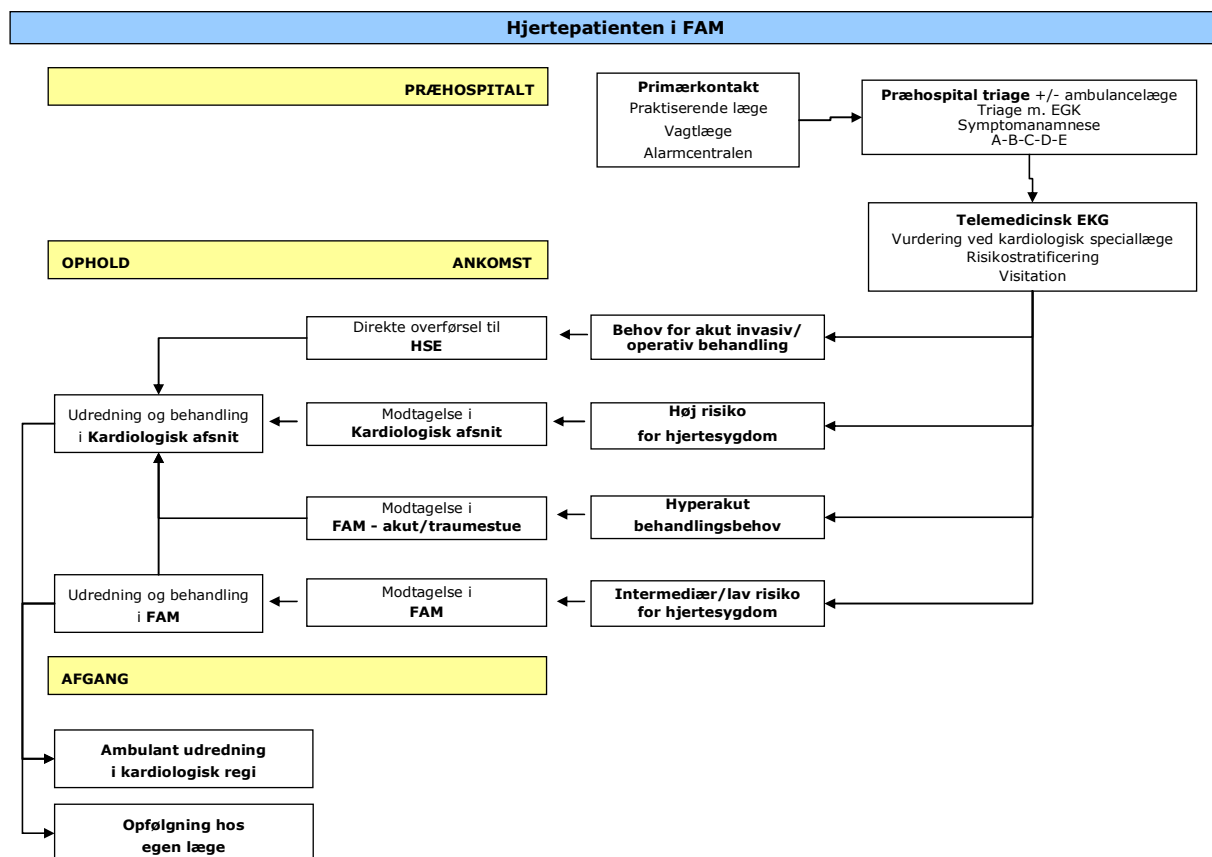 Hjertepatienten i FAM
PRÆHOSPITALT
Primærkontakt
Praktiserende læge
Vagtlæge
Alarmcentralen
Præhospital triage +/- ambulancelæge
Triage m. EGK
Symptomanamnese
A-B-C-D-E
Telemedicinsk EKG
Vurdering ved kardiologisk speciallæge
Risikostratificering
Visitation
OPHOLD ANKOMST
Direkte overførsel til
HSE
Behov for akut invasiv/
operativ behandling
Udredning og behandling
i Kardiologisk afsnit
Modtagelse i
Kardiologisk afsnit
Høj risiko
for hjertesygdom
Modtagelse i
FAM - akut/traumestue
Hyperakut
behandlingsbehov
Udredning og behandling
i FAM
Modtagelse i
FAM
Intermediær/lav risiko
for hjertesygdom
AFGANG
Ambulant udredning
i kardiologisk regi
Opfølgning hos
egen læge